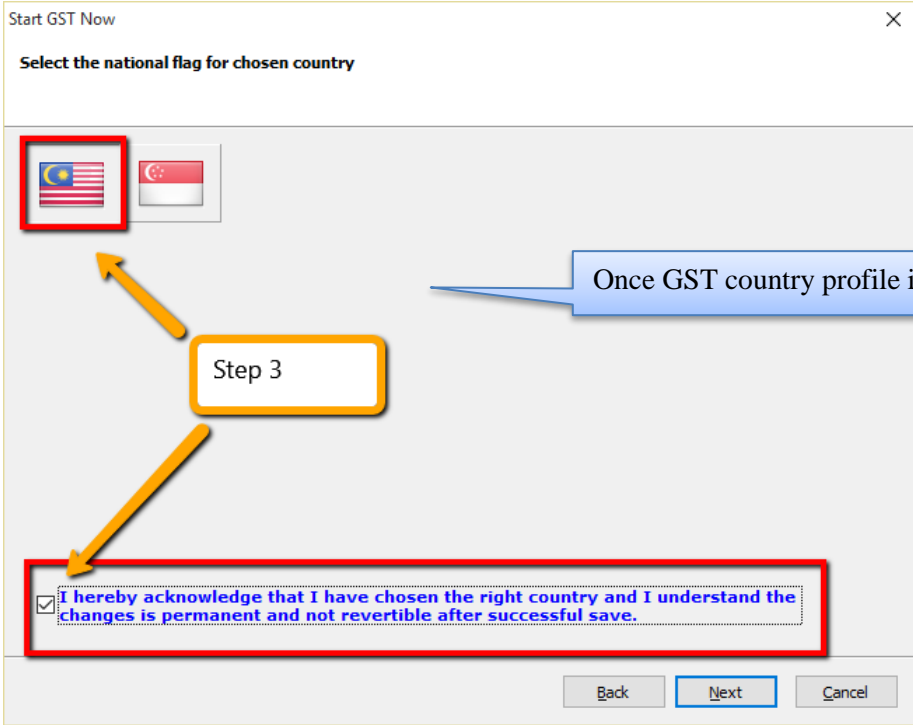 Start GST Now
Select the national flag for chosen country
Once GST country profile
Step 3
I hereby acknowledge that I have chosen the right country and I understand the
changes is permanent and not revertible after successful save.
Back
Next
Cancel